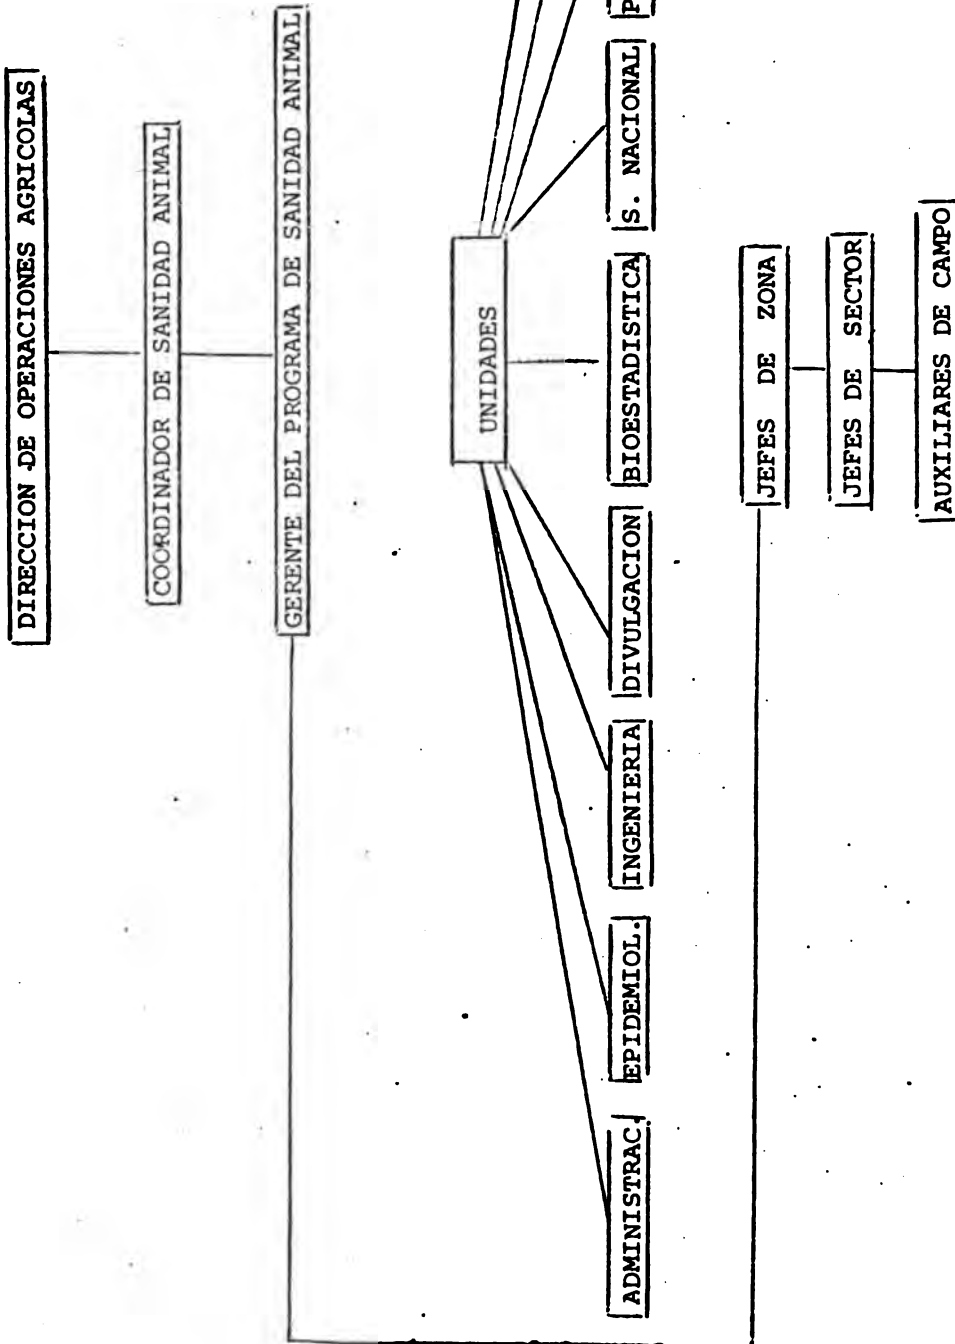 DIRECCION DE OPERACIONES AGRICOLAS
COORDINADOR DE SANIDAD ANIMAL
GERENTE DEL PROGRAMA DE SANIDAD ANIMAL
UNIDADES
ADMINISTRAC.
EPIDEMIOL.
INGENIERIA
DIVULGACION
BIOESTADISTICA
S. NACIONAL
P
JEFES DE ZONA
JEFES DE SECTOR
AUXILIARES DE CAMPO